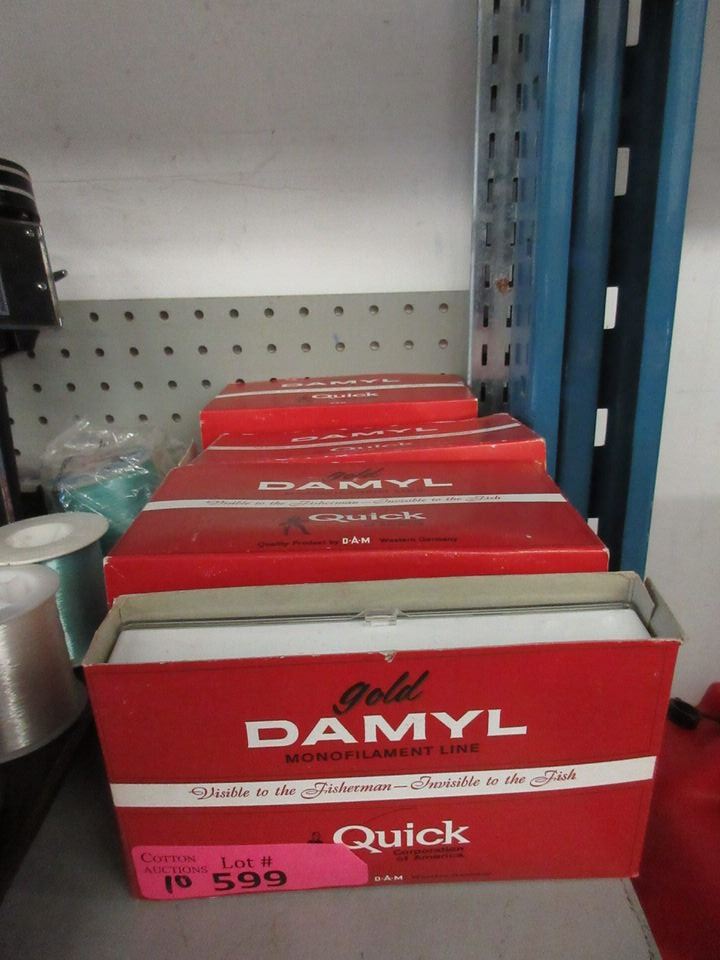 DAMYL
Quick
DAMYL
Quick
gold
DAMYL
Visible to the Fisherman — Invisible to the Fish
Quick
Quality Product by D·A·M Western Germany
gold
DAMYL
MONOFILAMENT LINE
Visible to the Fisherman — Invisible to the Fish
Quick
Corporation
of America
D·A·M Western Germany
COTTON
AUCTIONS
Lot #
10 599